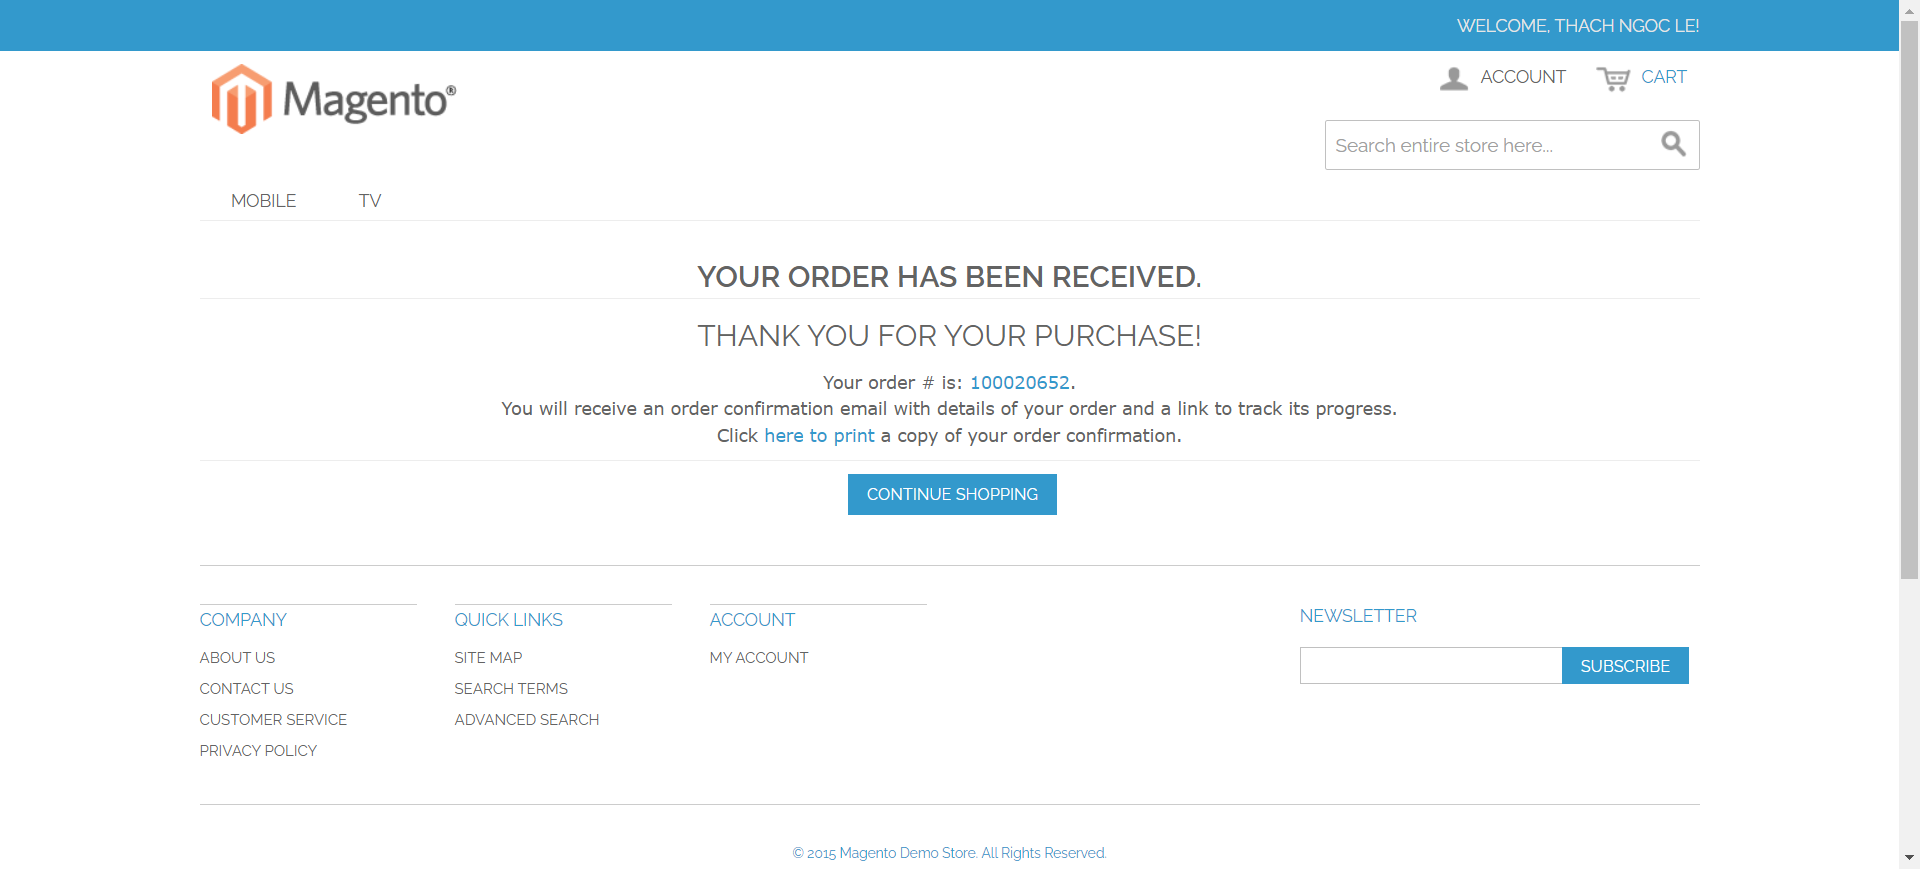 WELCOME, THACH NGOC LE!
Magento®
ACCOUNT
CART
Search entire store here...
MOBILE
TV
YOUR ORDER HAS BEEN RECEIVED.
THANK YOU FOR YOUR PURCHASE!
Your order # is: 100020652.
You will receive an order confirmation email with details of your order and a link to track its progress.
Click here to print a copy of your order confirmation.
CONTINUE SHOPPING
COMPANY
ABOUT US
CONTACT US
CUSTOMER SERVICE
PRIVACY POLICY
QUICK LINKS
SITE MAP
SEARCH TERMS
ADVANCED SEARCH
ACCOUNT
MY ACCOUNT
NEWSLETTER
SUBSCRIBE
© 2015 Magento Demo Store. All Rights Reserved.